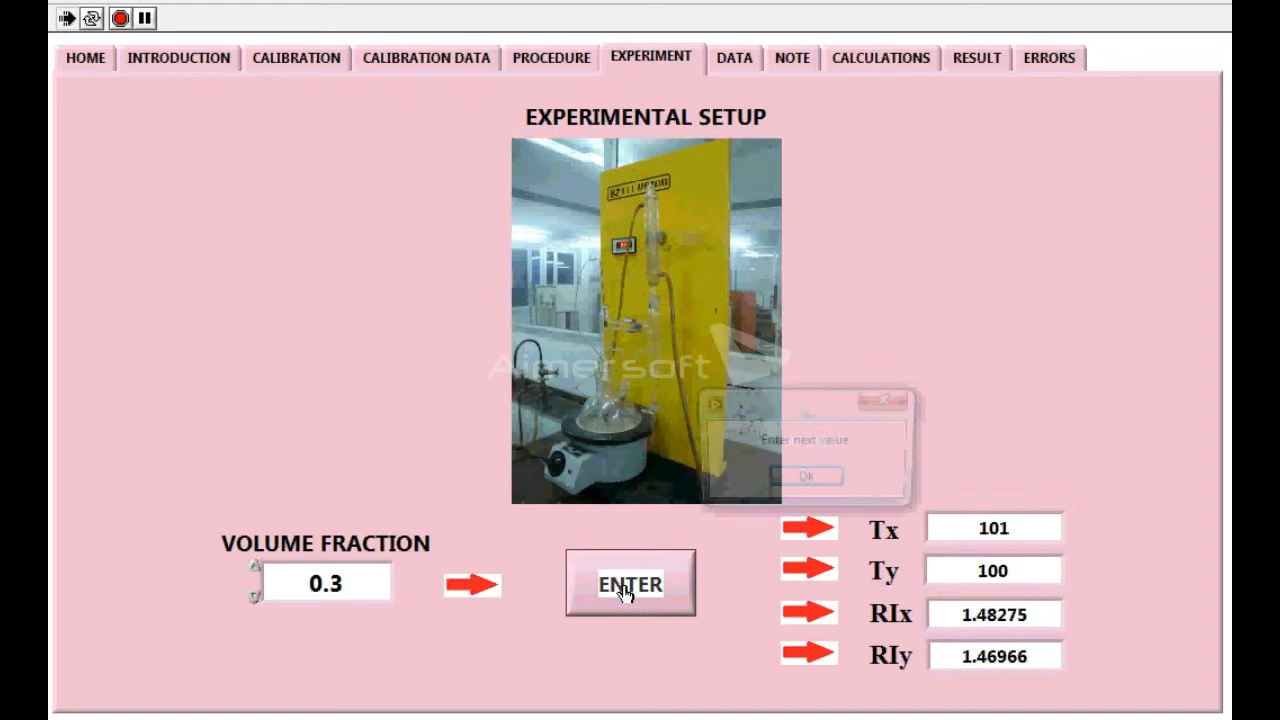 HOME INTRODUCTION CALIBRATION CALIBRATION DATA PROCEDURE EXPERIMENT DATA NOTE CALCULATIONS RESULT ERRORS
EXPERIMENTAL SETUP
Aimersoft
Enter next value
Ok
VOLUME FRACTION
0.3
ENTER
Tx 101
Ty 100
RIx 1.48275
RIy 1.46966